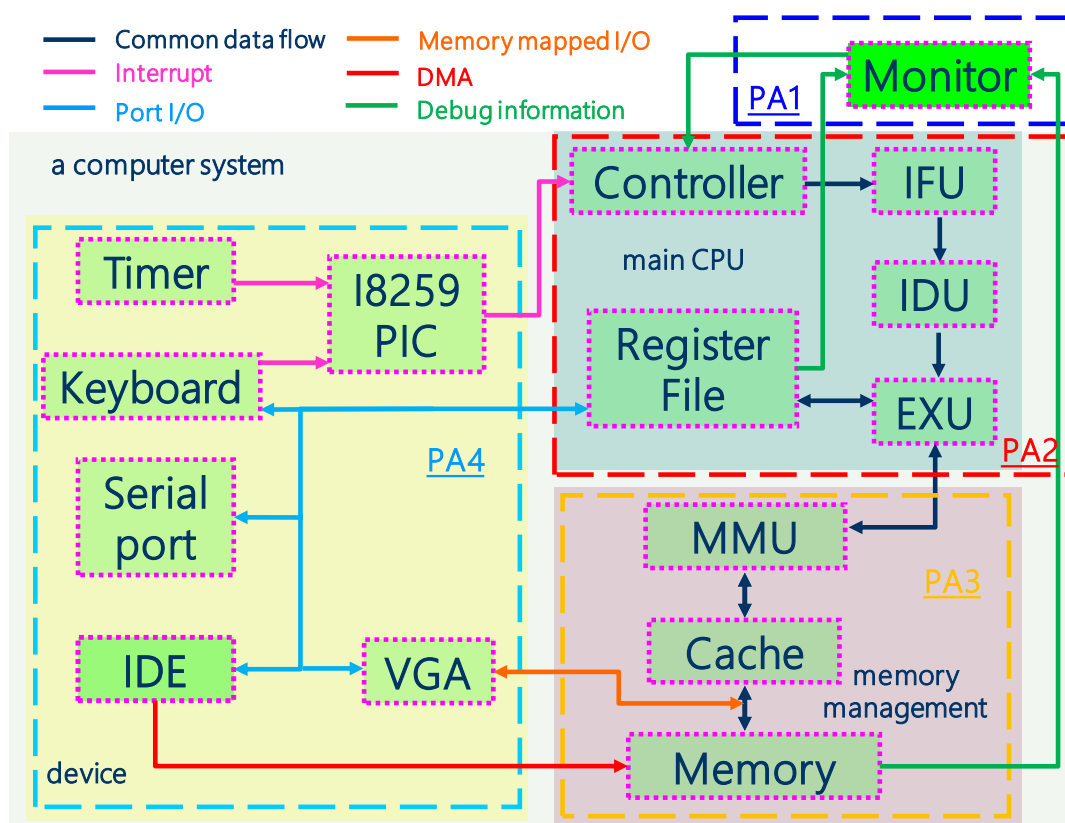 Common data flow
Memory mapped I/O
Interrupt
DMA
Port I/O
Debug information
Monitor
PA1
a computer system
Controller
IFU
Timer
I8259
PIC
main CPU
IDU
Register
File
Keyboard
EXU
PA4
PA2
Serial
port
MMU
PA3
Cache
IDE
VGA
memory
management
Memory
device